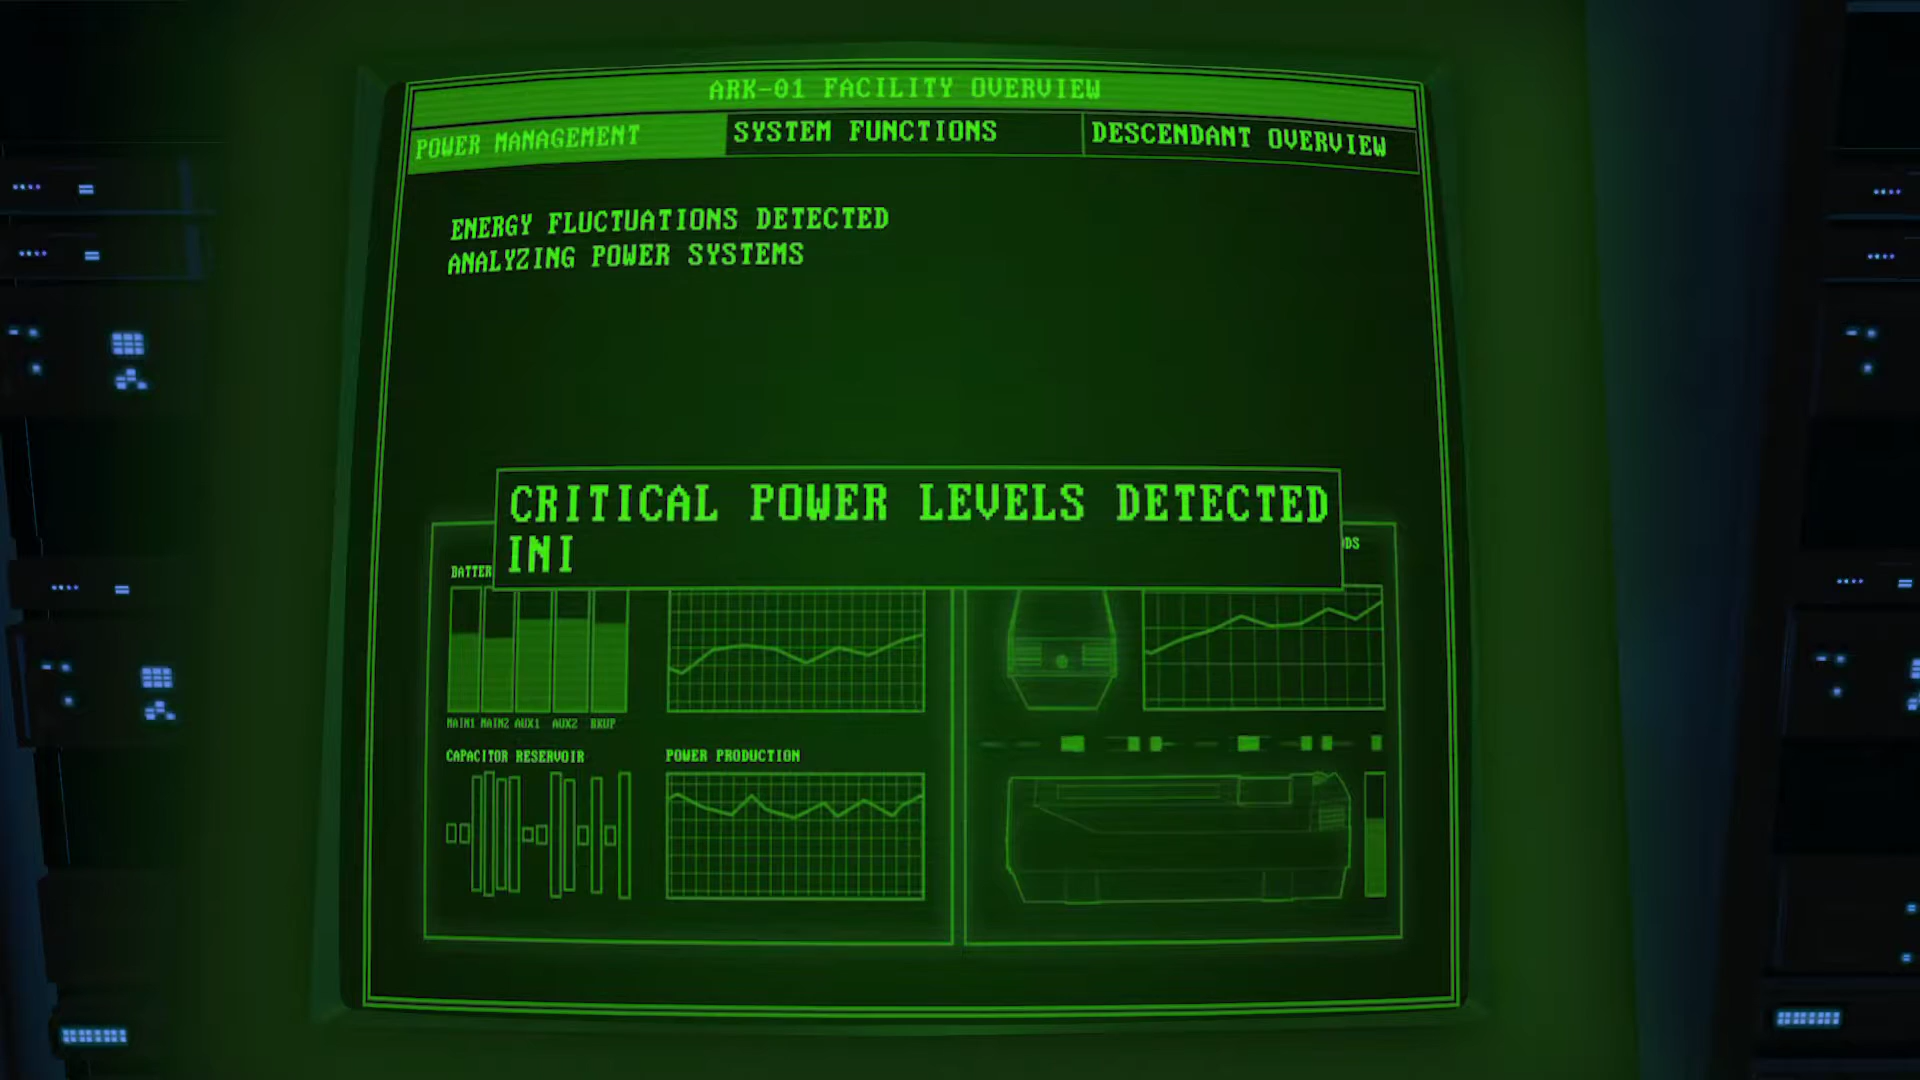 ARK-01 FACILITY OVERVIEW
POWER MANAGEMENT
SYSTEM FUNCTIONS
DESCENDANT OVERVIEW
ENERGY FLUCTUATIONS DETECTED
ANALYZING POWER SYSTEMS
CRITICAL POWER LEVELS DETECTED
INI
MAIN1 MAIN2 AUX1 AUX2 BKUP
CAPACITOR RESERVOIR
POWER PRODUCTION